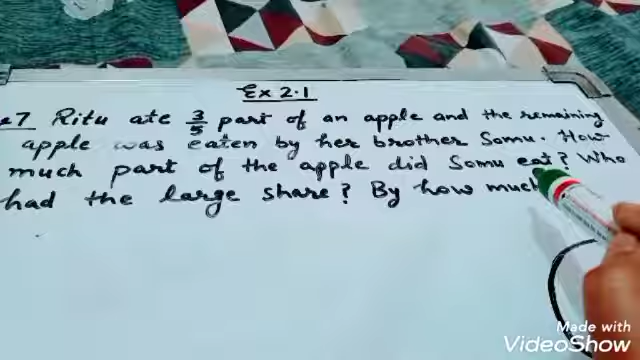 Ex 2.1
7 Ritu ate 3/5 part of an apple and the remaining
apple was eaten by her brother Somu. How
much part of the apple did Somu eat? Who
had the large share? By how much
Made with
VideoShow